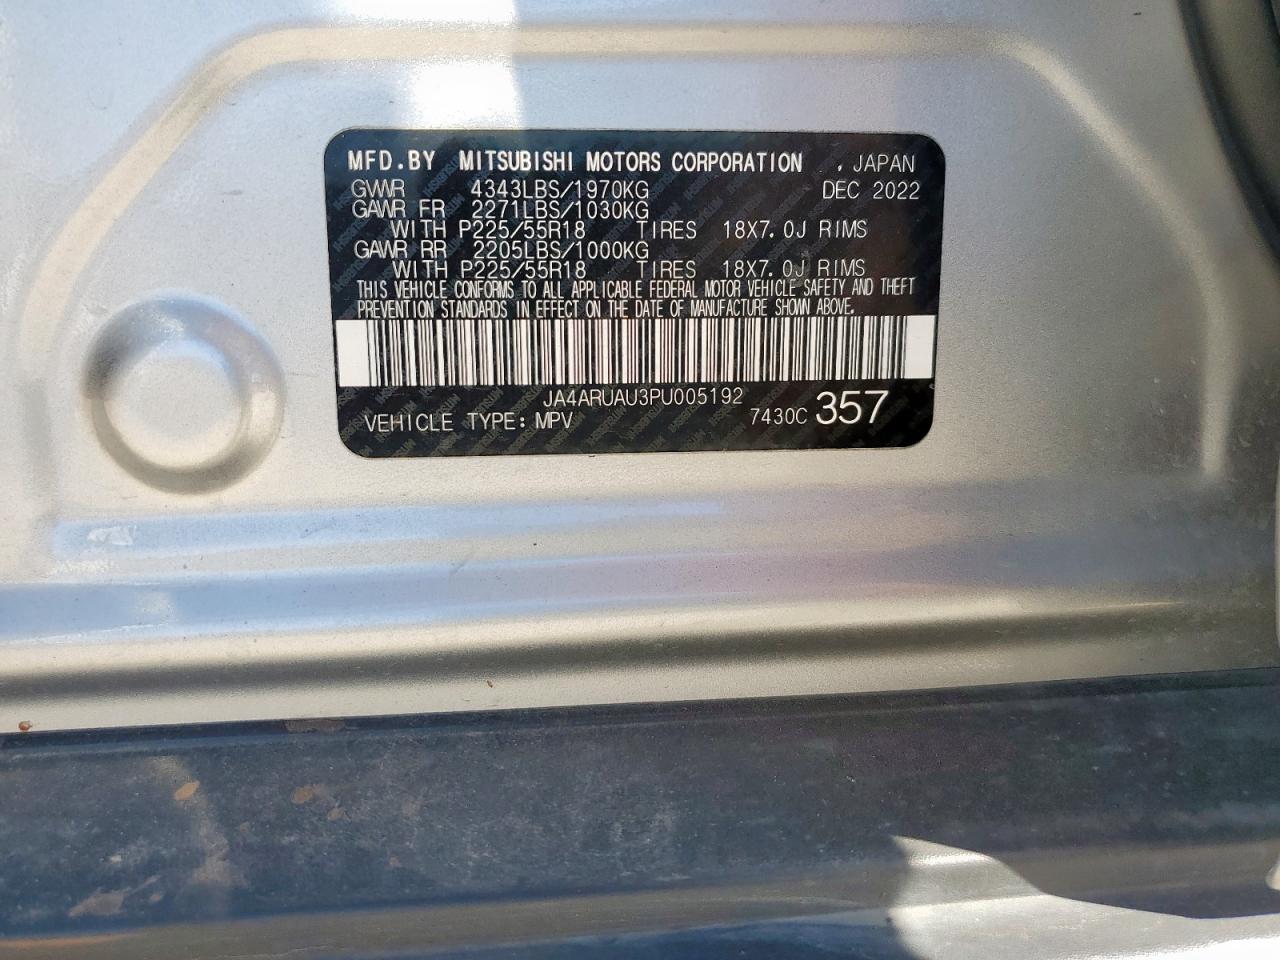 MFD.BY MITSUBISHI MOTORS CORPORATION , JAPAN
GVWR 4343LBS/1970KG DEC 2022
GAWR FR 2271LBS/1030KG
WITH P225/55R18 TIRES 18X7.0J RIMS
GAWR RR 2205LBS/1000KG
WITH P225/55R18 TIRES 18X7.0J RIMS
THIS VEHICLE CONFORMS TO ALL APPLICABLE FEDERAL MOTOR VEHICLE SAFETY AND THEFT
PREVENTION STANDARDS IN EFFECT ON THE DATE OF MANUFACTURE SHOWN ABOVE.
JA4ARUAU3PU005192
VEHICLE TYPE: MPV 7430C 357